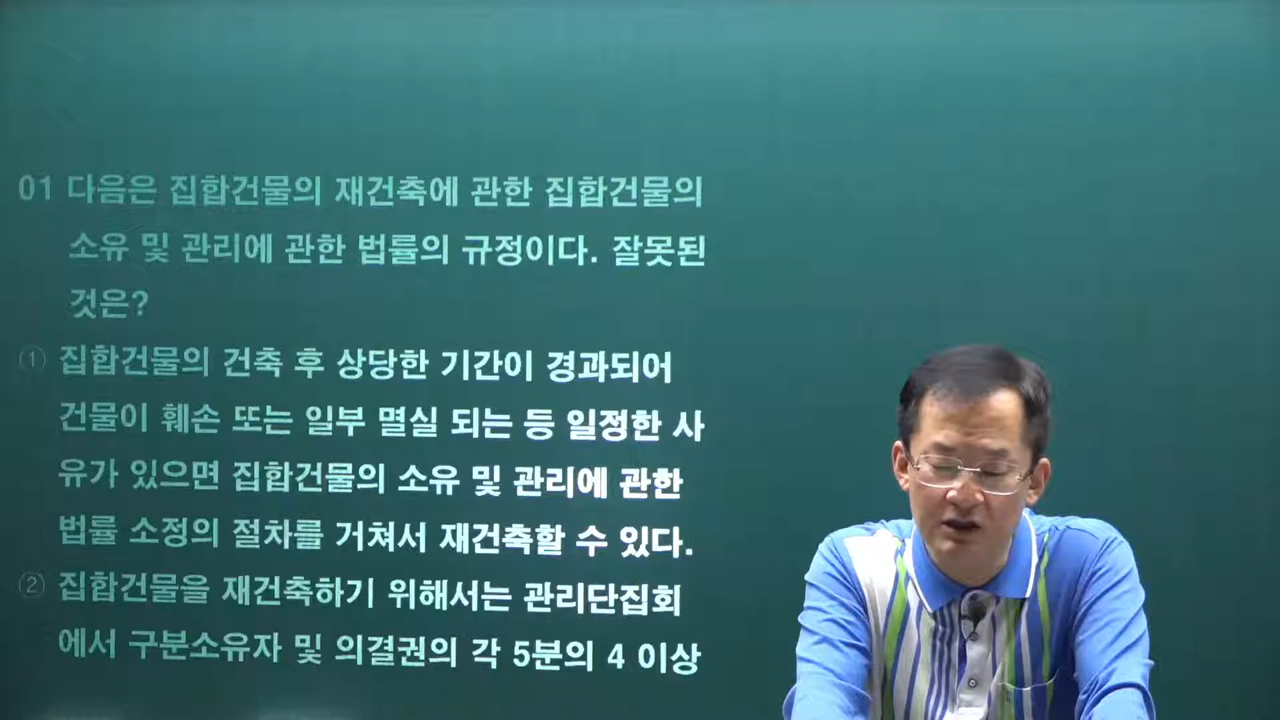 01 다음은 집합건물의 재건축에 관한 집합건물의
소유 및 관리에 관한 법률의 규정이다. 잘못된
것은?
① 집합건물의 건축 후 상당한 기간이 경과되어
건물이 훼손 또는 일부 멸실 되는 등 일정한 사
유가 있으면 집합건물의 소유 및 관리에 관한
법률 소정의 절차를 거쳐서 재건축할 수 있다.
② 집합건물을 재건축하기 위해서는 관리단집회
에서 구분소유자 및 의결권의 각 5분의 4 이상